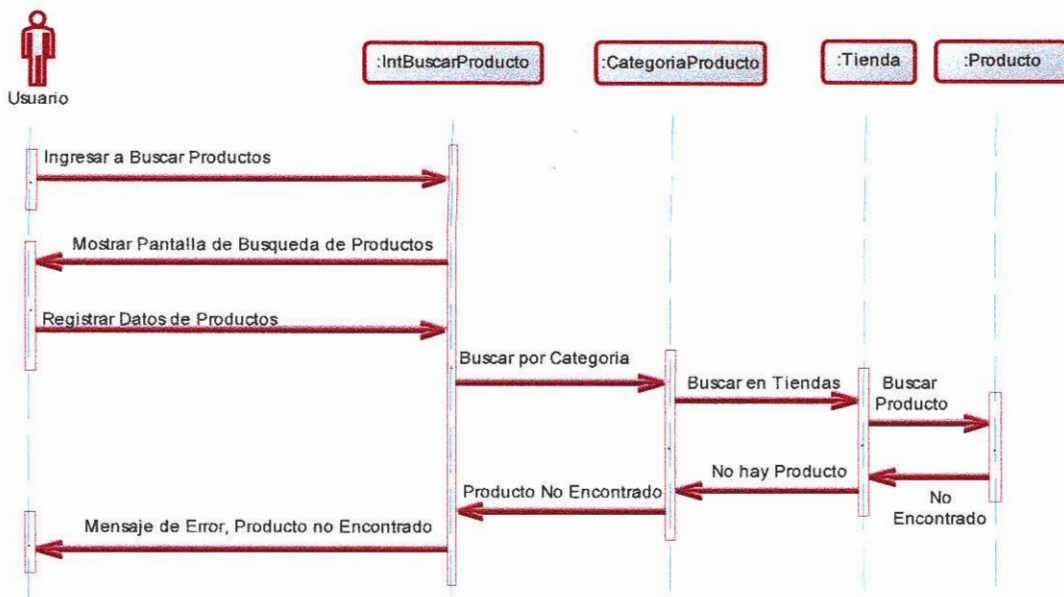 Usuario
:IntBuscarProducto
:CategoriaProducto
:Tienda
:Producto
Ingresar a Buscar Productos
Mostrar Pantalla de Busqueda de Productos
Registrar Datos de Productos
Buscar por Categoria
Buscar en Tiendas
Buscar
Producto
No
Encontrado
No hay Producto
Producto No Encontrado
Mensaje de Error, Producto no Encontrado